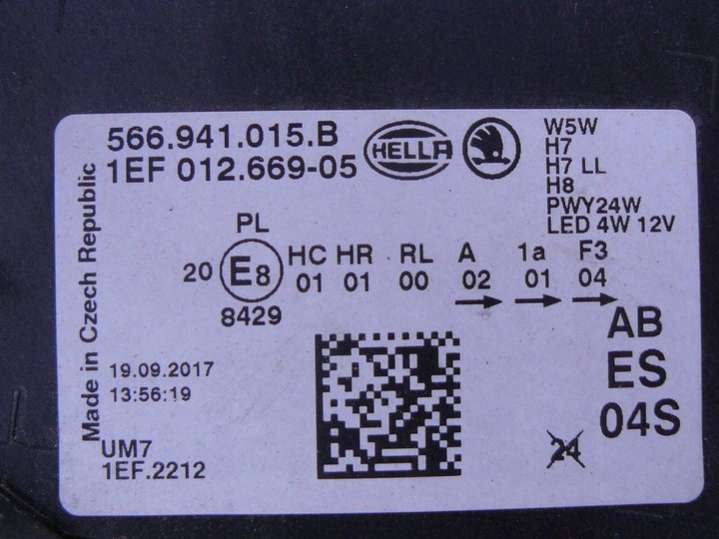 566.941.015.B
1EF 012.669-05
HELLA
W5W
H7
H7 LL
H8
PWY24W
LED 4W 12V
Made in Czech Republic
PL
20 E8 HC HR RL A 1a F3
01 01 00 02 01 04
8429
AB
ES
04S
19.09.2017
13:56:19
UM7
1EF.2212
24